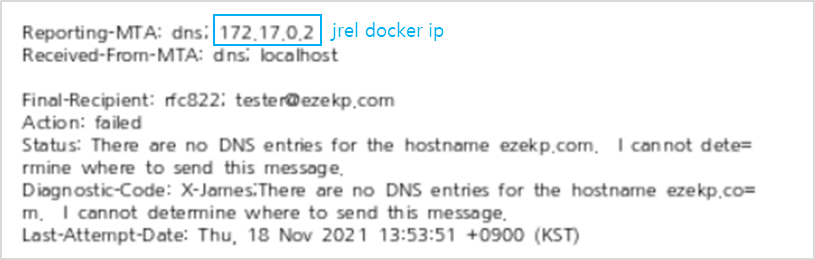 Reporting-MTA: dns; 172.17.0.2 jrel docker ip
Received-From-MTA: dns; localhost
Final-Recipient: rfc822; tester@ezekp.com
Action: failed
Status: There are no DNS entries for the hostname ezekp.com.  I cannot dete=
rmine where to send this message.
Diagnostic-Code: X-James;There are no DNS entries for the hostname ezekp.co=
m.  I cannot determine where to send this message.
Last-Attempt-Date: Thu, 18 Nov 2021 13:53:51 +0900 (KST)